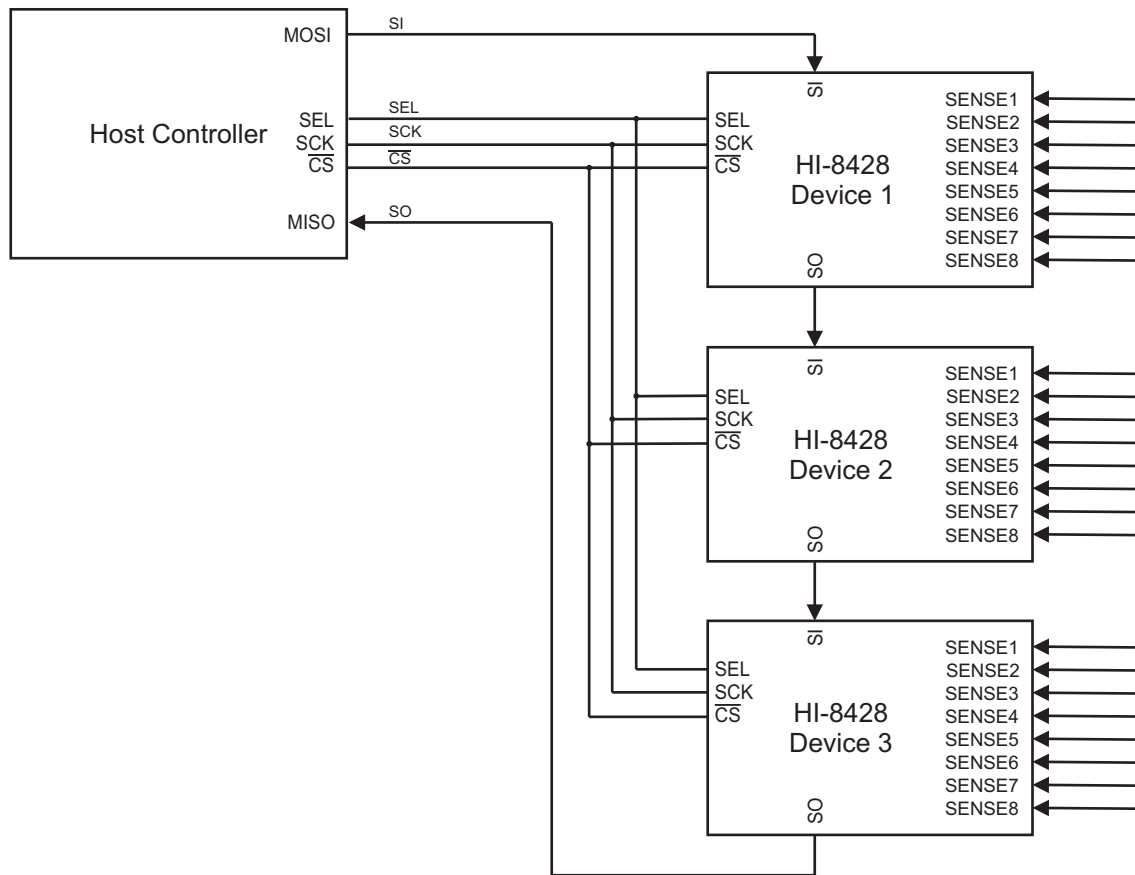 MOSI
SI
Host Controller
SEL
SCK
CS
SEL
SCK
CS
MISO
SO
SI
SEL
SCK
CS
HI-8428
Device 1
SO
SENSE1
SENSE2
SENSE3
SENSE4
SENSE5
SENSE6
SENSE7
SENSE8
SI
SEL
SCK
CS
HI-8428
Device 2
SO
SENSE1
SENSE2
SENSE3
SENSE4
SENSE5
SENSE6
SENSE7
SENSE8
SI
SEL
SCK
CS
HI-8428
Device 3
SO
SENSE1
SENSE2
SENSE3
SENSE4
SENSE5
SENSE6
SENSE7
SENSE8